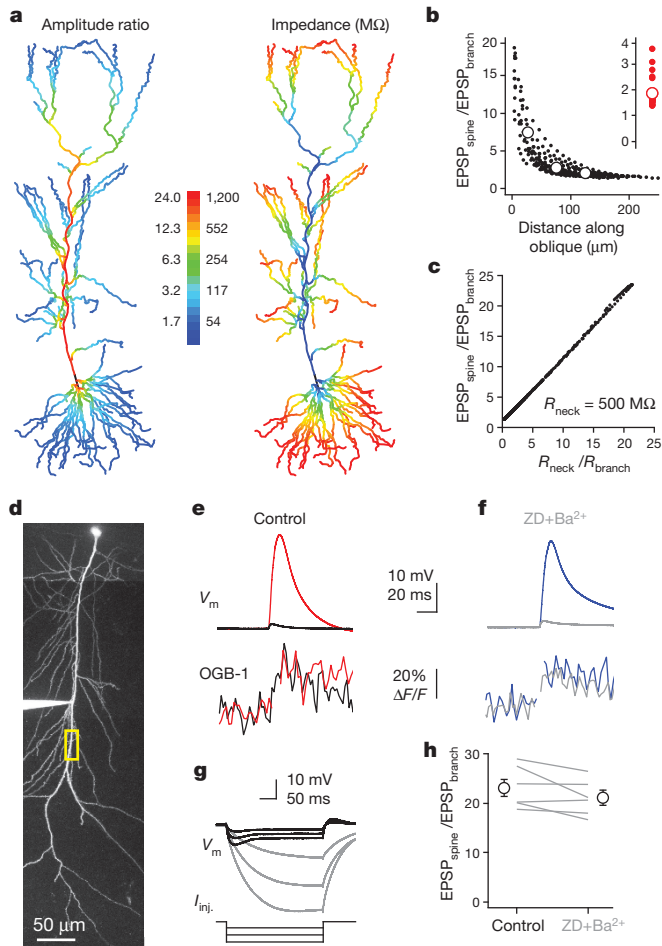 a
Amplitude ratio
Impedance (MΩ)
24.0
1,200
12.3
552
6.3
254
3.2
117
1.7
54
b
EPSPspine/EPSPbranch
20
15
10
5
0
4
3
2
1
0
0
100
200
Distance along
oblique (μm)
c
EPSPspine/EPSPbranch
25
20
15
10
5
0
Rneck = 500 MΩ
0
5
10
15
20
25
Rneck/Rbranch
d
50 μm
e
Control
Vm
10 mV
20 ms
OGB-1
20%
ΔF/F
f
ZD+Ba2+
g
10 mV
50 ms
Vm
Iinj.
h
EPSPspine/EPSPbranch
30
20
10
0
Control
ZD+Ba2+